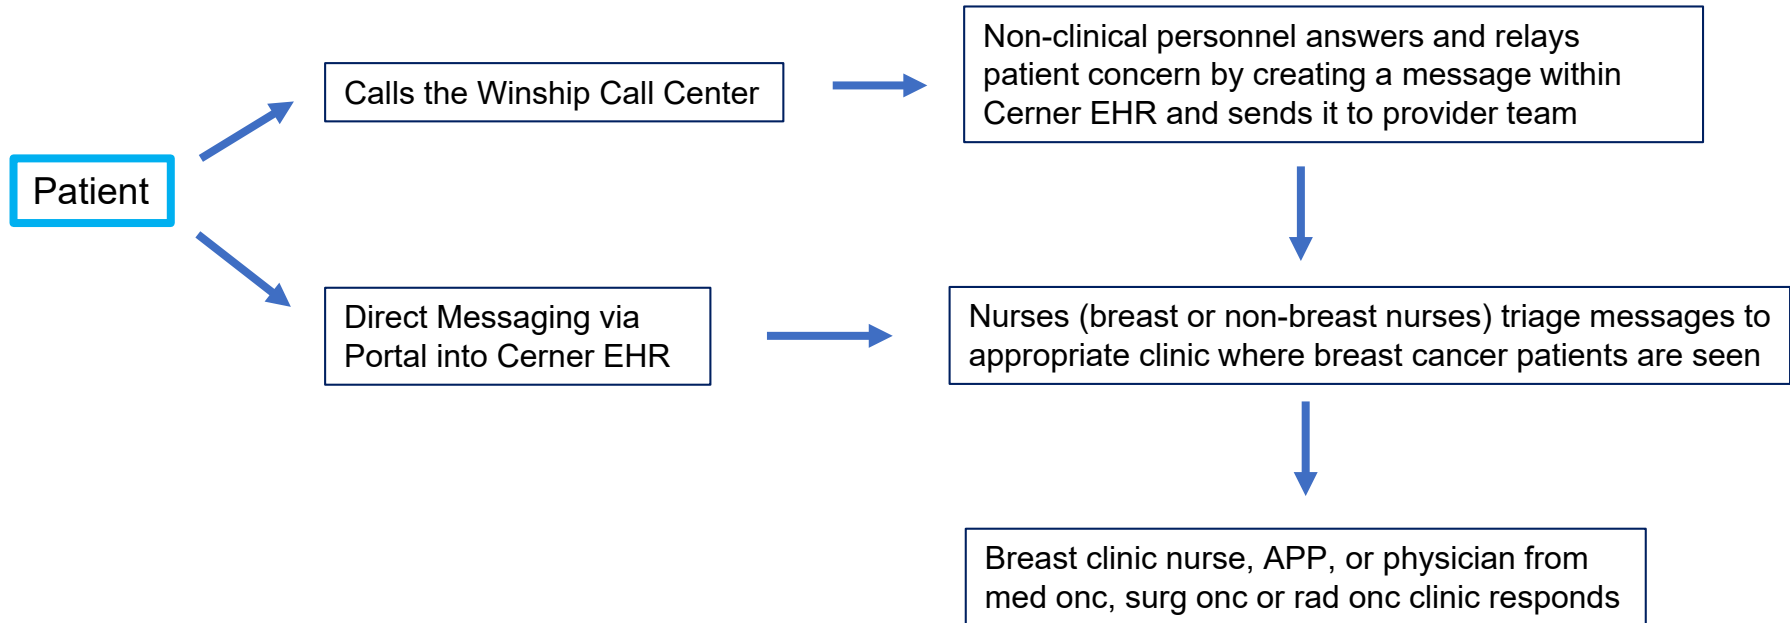 Patient
Calls the Winship Call Center
Non-clinical personnel answers and relays
patient concern by creating a message within
Cerner EHR and sends it to provider team
Direct Messaging via
Portal into Cerner EHR
Nurses (breast or non-breast nurses) triage messages to
appropriate clinic where breast cancer patients are seen
Breast clinic nurse, APP, or physician from
med onc, surg onc or rad onc clinic responds